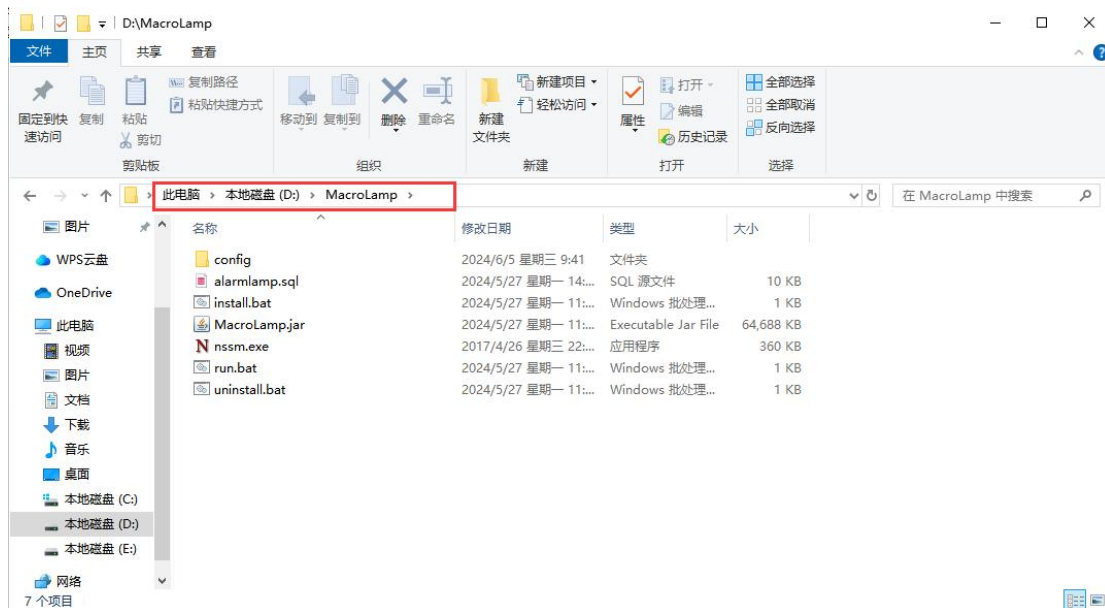 D:\MacroLamp
文件 主页 共享 查看
固定到快速访问
复制
粘贴
复制路径
粘贴快捷方式
剪切
移动到 复制到 删除 重命名
新建文件夹
新建项目
轻松访问
属性
打开
编辑
历史记录
全部选择
全部取消
反向选择
剪贴板 组织 新建 打开 选择
此电脑 > 本地磁盘 (D:) > MacroLamp >
在 MacroLamp 中搜索
名称 修改日期 类型 大小
config 2024/6/5 星期三 9:41 文件夹
alarmlamp.sql 2024/5/27 星期一 14:... SQL 源文件 10 KB
install.bat 2024/5/27 星期一 11:... Windows 批处理... 1 KB
MacroLamp.jar 2024/5/27 星期一 11:... Executable Jar File 64,688 KB
nssm.exe 2017/4/26 星期三 22:... 应用程序 360 KB
run.bat 2024/5/27 星期一 11:... Windows 批处理... 1 KB
uninstall.bat 2024/5/27 星期一 11:... Windows 批处理... 1 KB
图片
WPS云盘
OneDrive
此电脑
视频
图片
文档
下载
音乐
桌面
本地磁盘 (C:)
本地磁盘 (D:)
本地磁盘 (E:)
网络
7 个项目